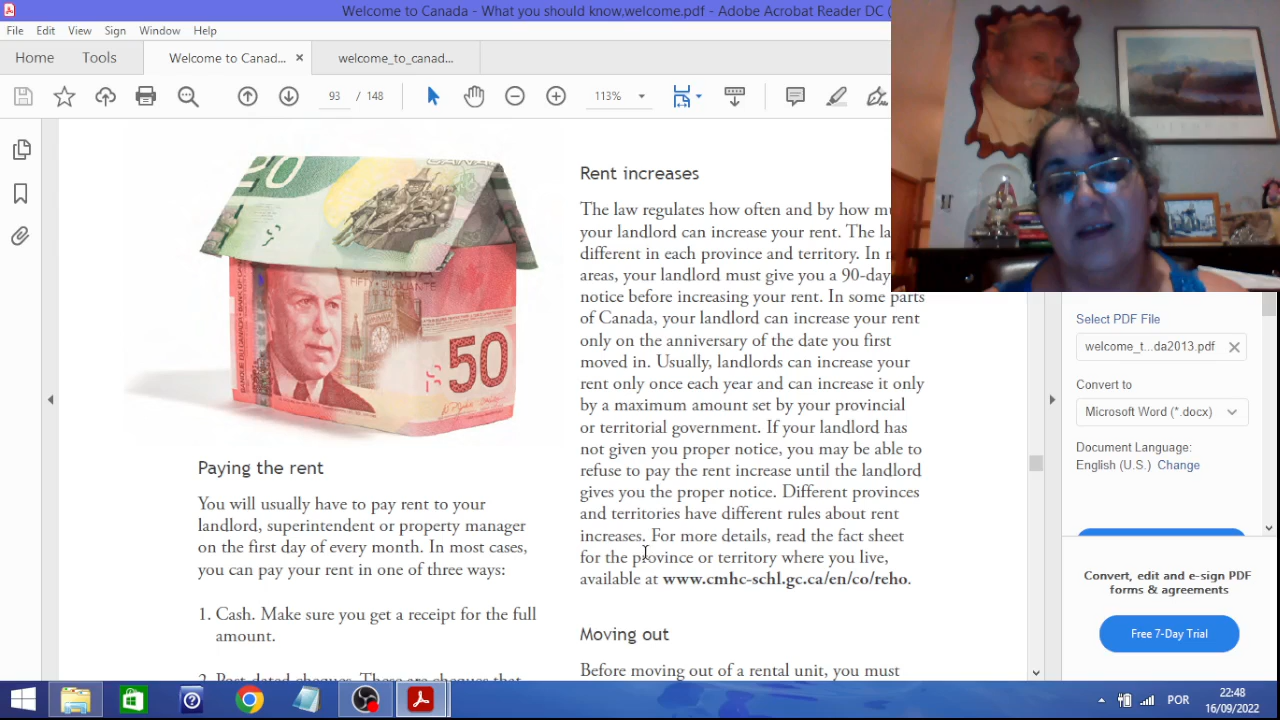 Welcome to Canada - What you should know,welcome.pdf - Adobe Acrobat Reader DC (
File Edit View Sign Window Help
Home Tools Welcome to Canad... × welcome_to_canad...
93 / 148 113%
Rent increases
The law regulates how often and by how
your landlord can increase your rent. The
different in each province and territory. In
areas, your landlord must give you a 90-day
notice before increasing your rent. In some parts
of Canada, your landlord can increase your rent
only on the anniversary of the date you first
moved in. Usually, landlords can increase your
rent only once each year and can increase it only
by a maximum amount set by your provincial
or territorial government. If your landlord has
not given you proper notice, you may be able to
refuse to pay the rent increase until the landlord
gives you the proper notice. Different provinces
and territories have different rules about rent
increases. For more details, read the fact sheet
for the province or territory where you live,
available at www.cmhc-schl.gc.ca/en/co/reho.
Moving out
Before moving out of a rental unit, you must
20
50
Paying the rent
You will usually have to pay rent to your
landlord, superintendent or property manager
on the first day of every month. In most cases,
you can pay your rent in one of three ways:
1. Cash. Make sure you get a receipt for the full
amount.
2. Post-dated cheques. These are cheques that
Select PDF File
welcome_t...da2013.pdf
Convert to
Microsoft Word (*.docx)
Document Language:
English (U.S.) Change
Convert, edit and e-sign PDF
forms & agreements
Free 7-Day Trial
POR
22:48
16/09/2022